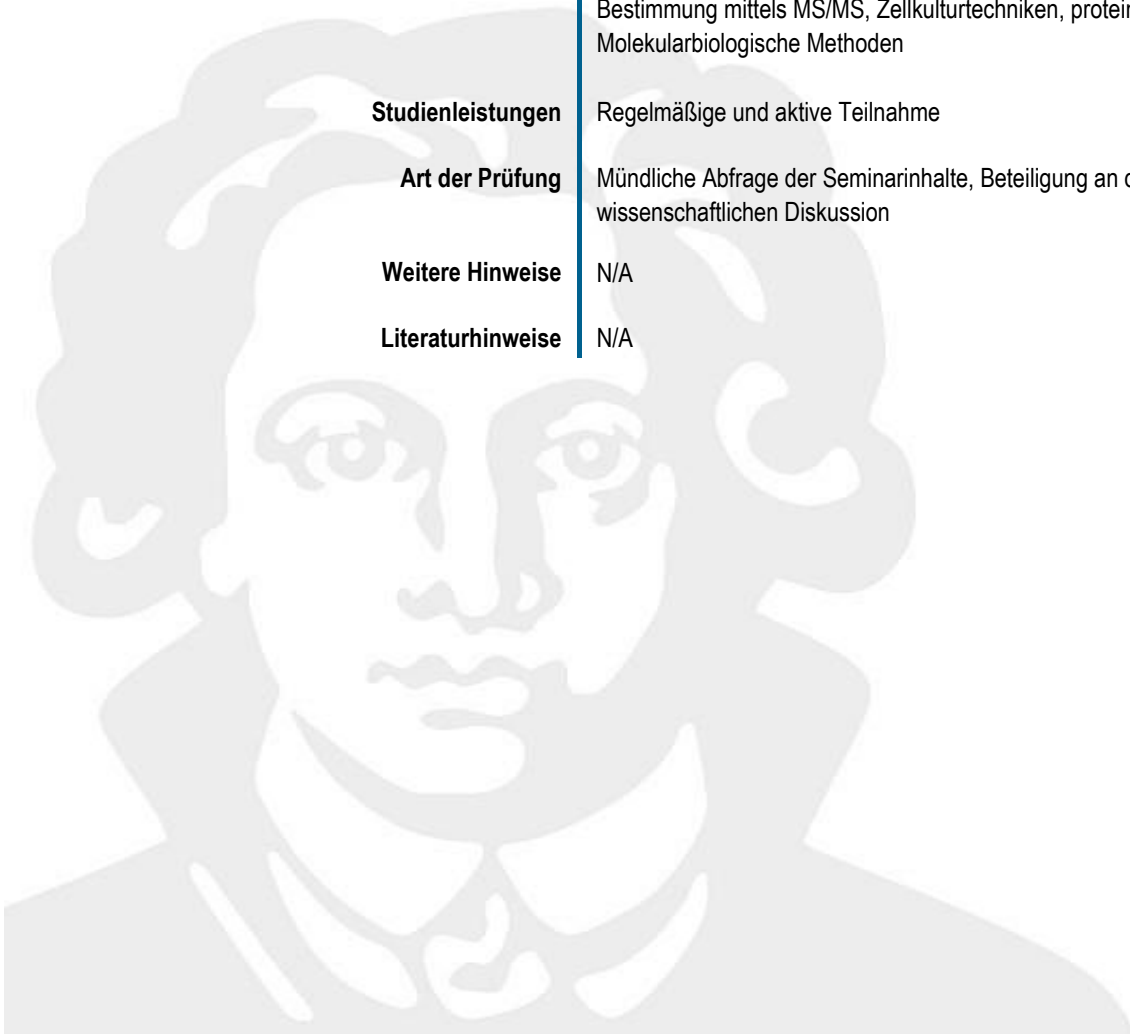 Bestimmung mittels MS/MS, Zellkulturtechniken,
Molekularbiologische Methoden
Studienleistungen Regelmäßige und aktive Teilnahme
Art der Prüfung Mündliche Abfrage der Seminarinhalte, Beteiligung an
wissenschaftlichen Diskussion
Weitere Hinweise N/A
Literaturhinweise N/A